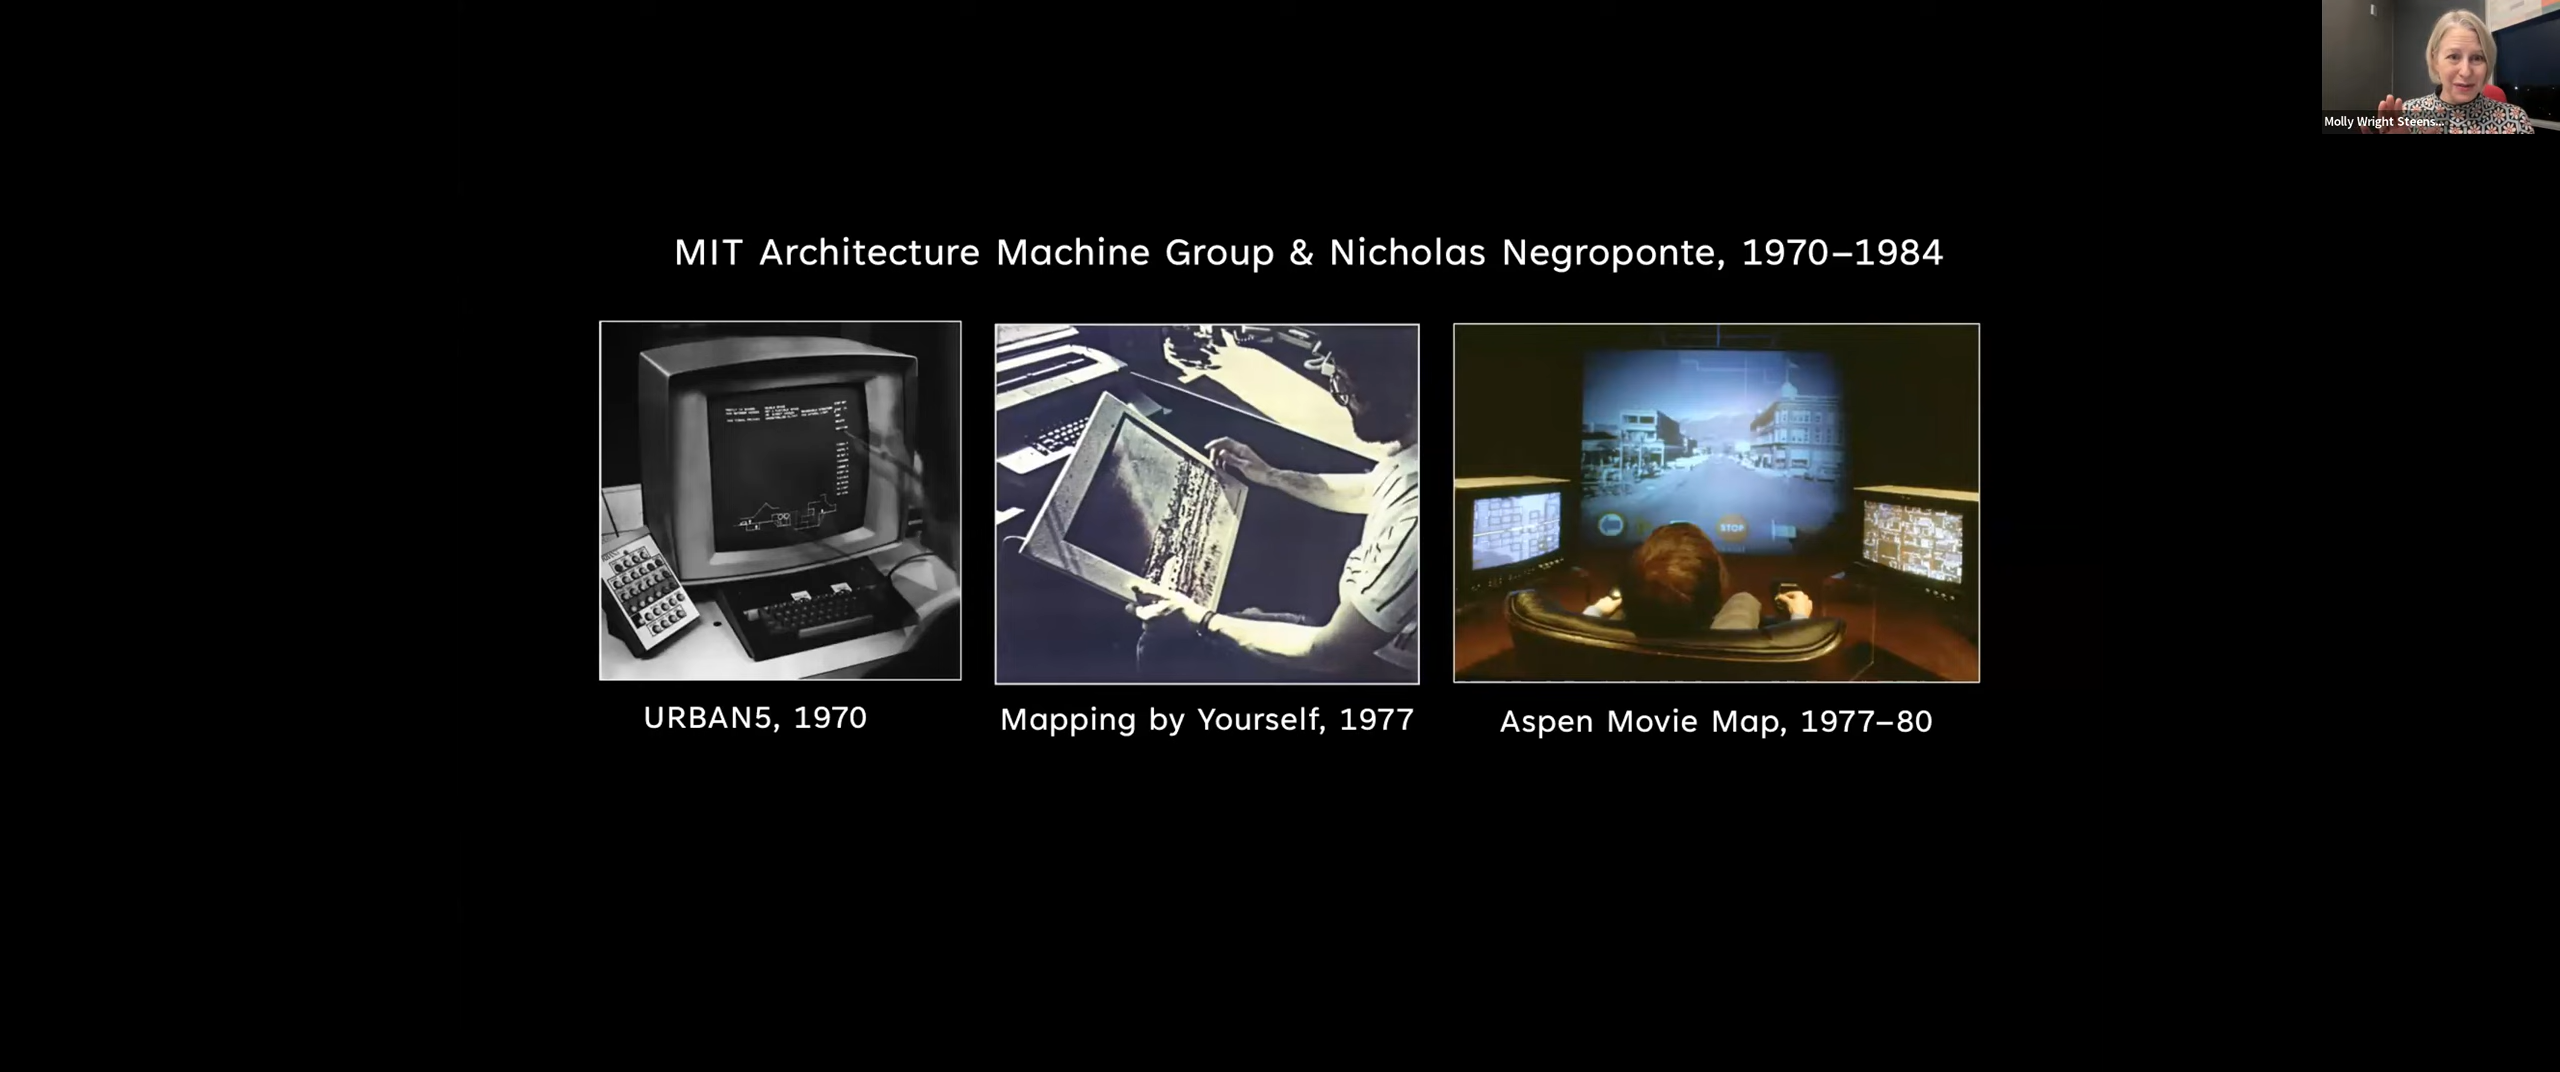 Molly Wright Steens...
MIT Architecture Machine Group & Nicholas Negroponte, 1970–1984
STOP
URBAN5, 1970
Mapping by Yourself, 1977
Aspen Movie Map, 1977–80